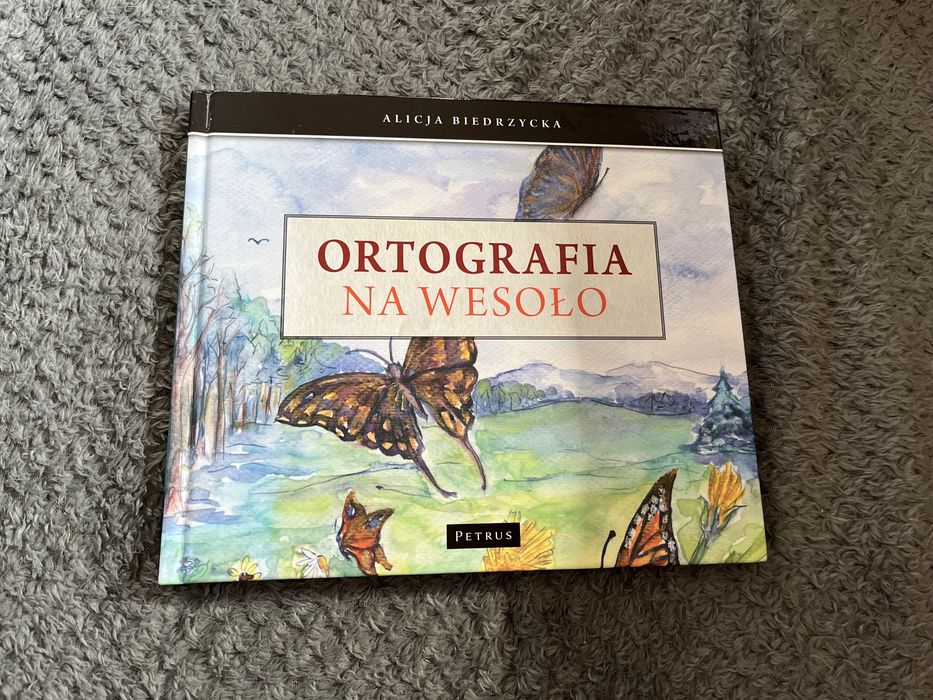 ALICJA BIEDRZYCKA
ORTOGRAFIA
NA WESOŁO
PETRUS